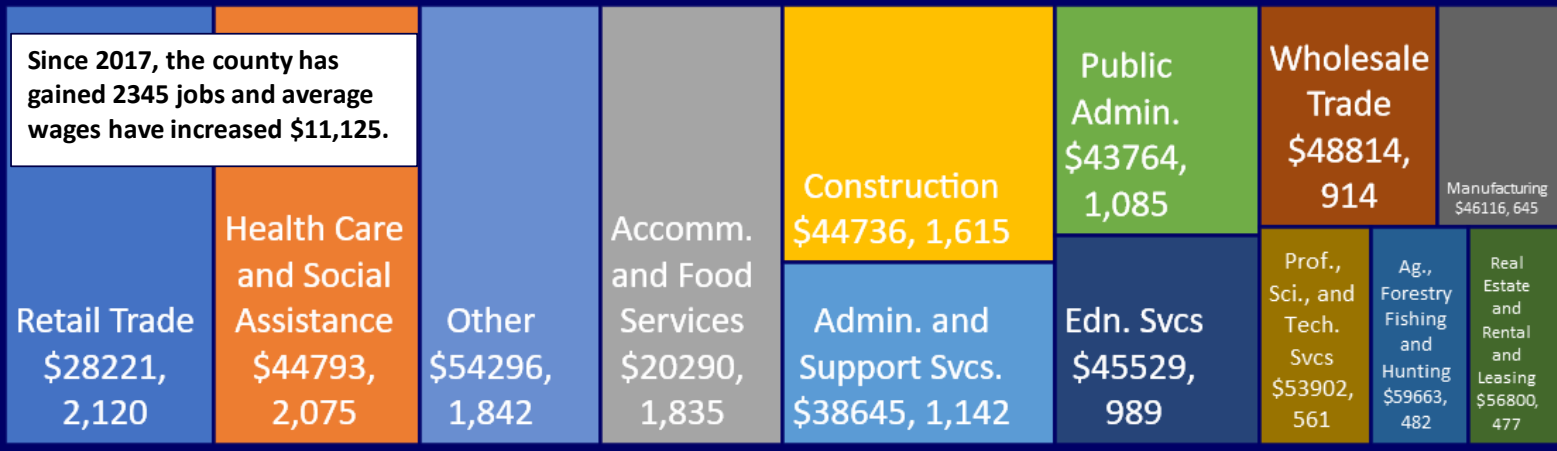 Since 2017, the county has
gained 2345 jobs and average
wages have increased $11,125.
Retail Trade
$28221,
2,120
Health Care
and Social
Assistance
$44793,
2,075
Other
$54296,
1,842
Accomm.
and Food
Services
$20290,
1,835
Construction
$44736, 1,615
Admin. and
Support Svcs.
$38645, 1,142
Public
Admin.
$43764,
1,085
Edn. Svcs
$45529,
989
Wholesale
Trade
$48814,
914
Manufacturing
$46116, 645
Prof.,
Sci., and
Tech.
Svcs
$53902,
561
Ag.,
Forestry
Fishing
and
Hunting
$59663,
482
Real
Estate
and
Rental
and
Leasing
$56800,
477